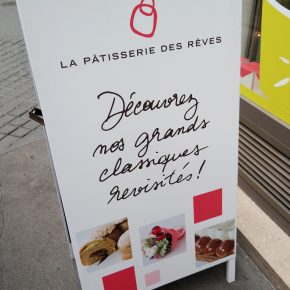 LA PÂTISSERIE DES RÊVES
Découvrez
nos grands
classiques
revisités!